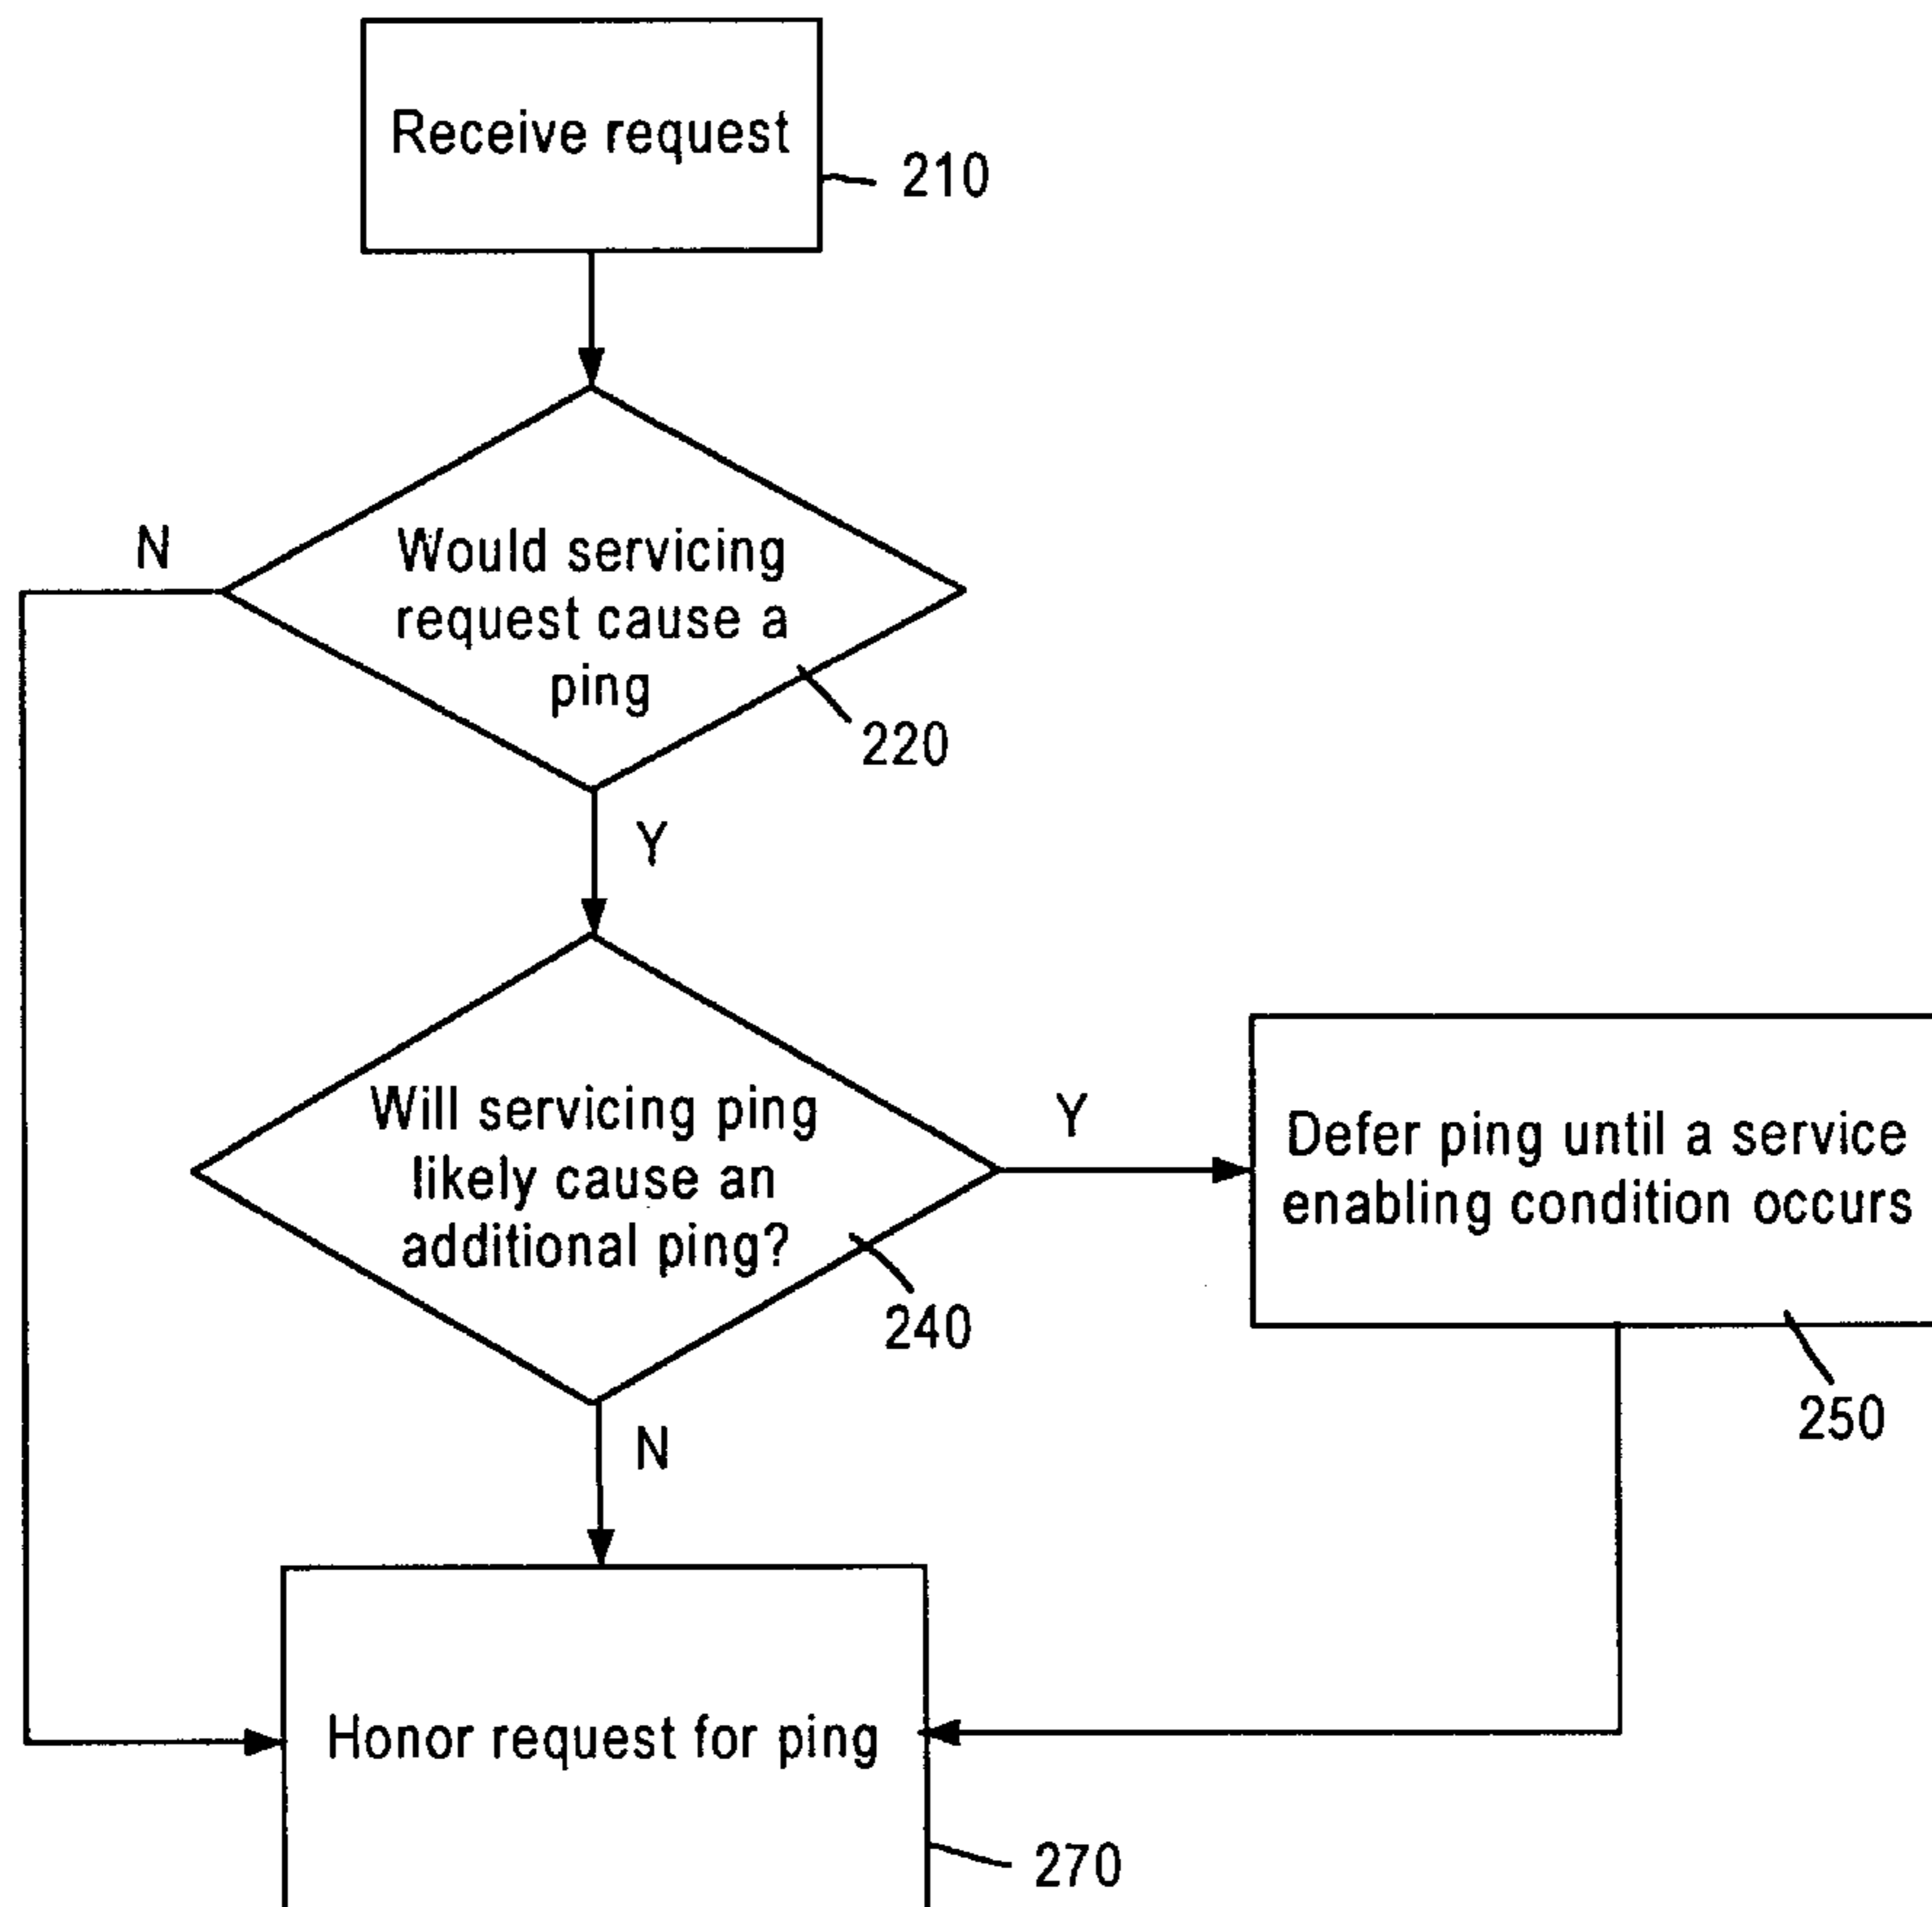 Receive request
210
N
Would servicing
request cause a
ping
220
Y
Will servicing ping
likely cause an
additional ping?
240
Y
Defer ping until a service
enabling condition occurs
250
N
Honor request for ping
270